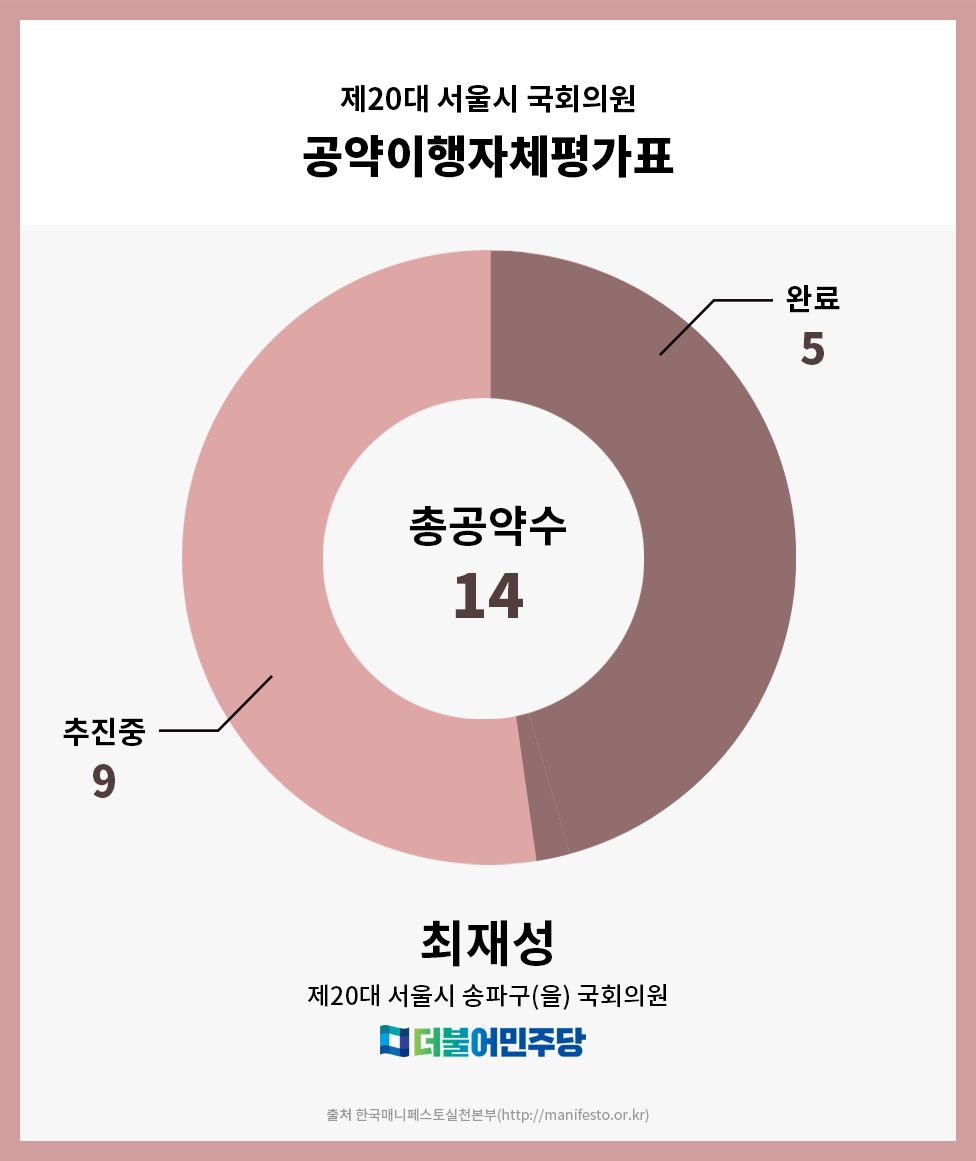 제20대 서울시 국회의원
공약이행자체평가표
완료
5
총공약수
14
추진중
9
최재성
제20대 서울시 송파구(을) 국회의원
더불어민주당
출처 한국매니페스토실천본부(http://manifesto.or.kr)